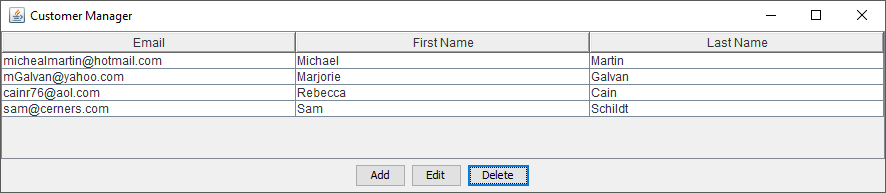 Customer Manager
Email First Name Last Name
michealmartin@hotmail.com Michael Martin
mGalvan@yahoo.com Marjorie Galvan
cainr76@aol.com Rebecca Cain
sam@cerners.com Sam Schildt
Add Edit Delete